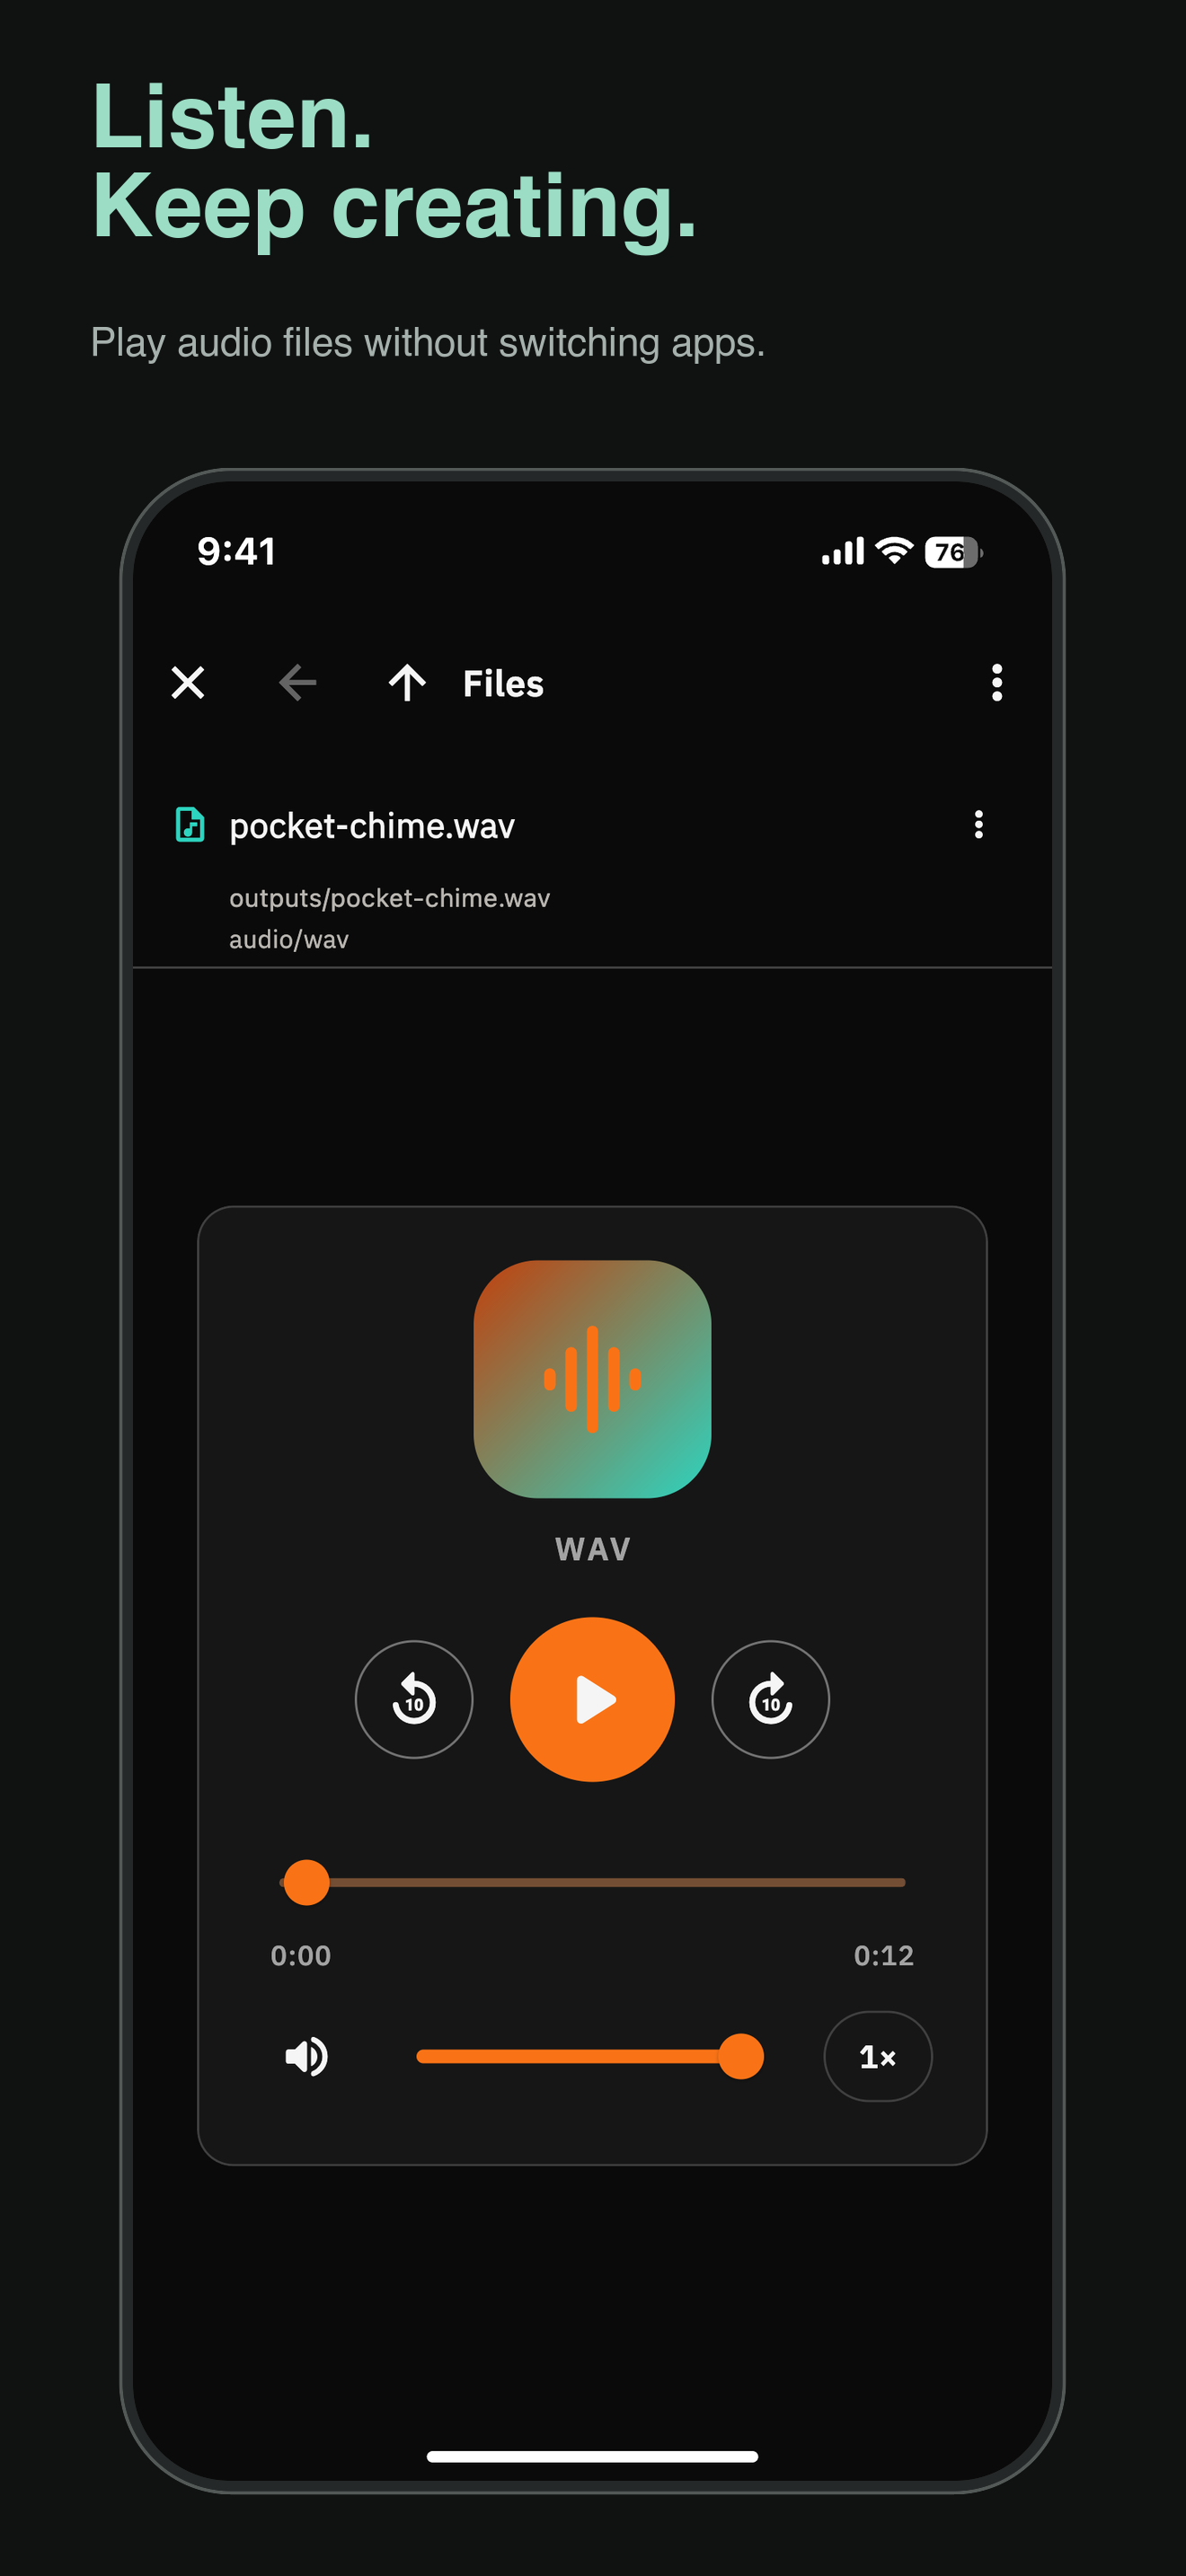 Listen.
Keep creating.
Play audio files without switching apps.
9:41
76
Files
pocket-chime.wav
outputs/pocket-chime.wav
audio/wav
WAV
10
10
0:00
0:12
1×